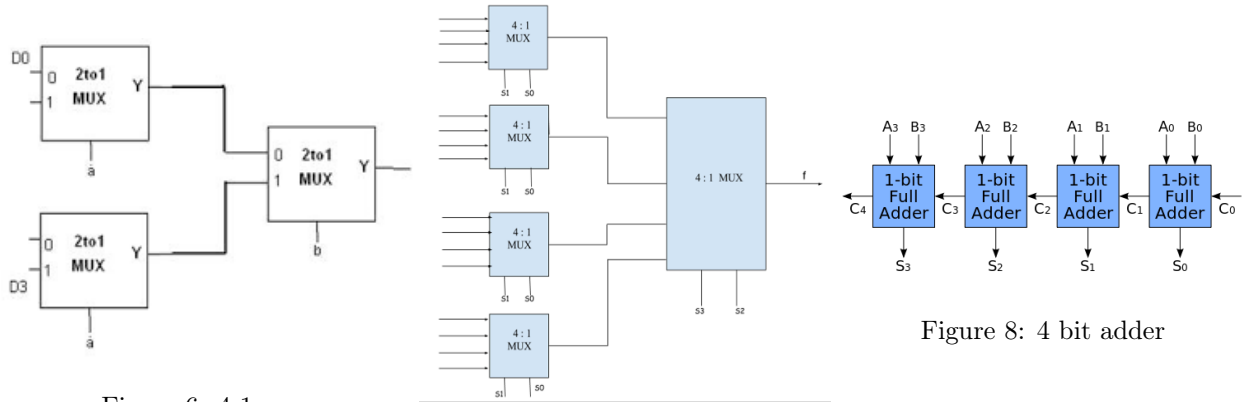 D0
0
2to1
Y
1
MUX
a
0
2to1
Y
1
MUX
b
0
2to1
Y
1
MUX
D3
a
4 : 1
MUX
S1 S0
4 : 1
MUX
S1 S0
4 : 1
MUX
S1 S0
4 : 1
MUX
S1 S0
4 : 1 MUX
f
S3 S2
A3 B3 A2 B2 A1 B1 A0 B0
1-bit Full Adder
1-bit Full Adder
1-bit Full Adder
1-bit Full Adder
C4 C3 C2 C1 C0
S3 S2 S1 S0
Figure 8: 4 bit adder